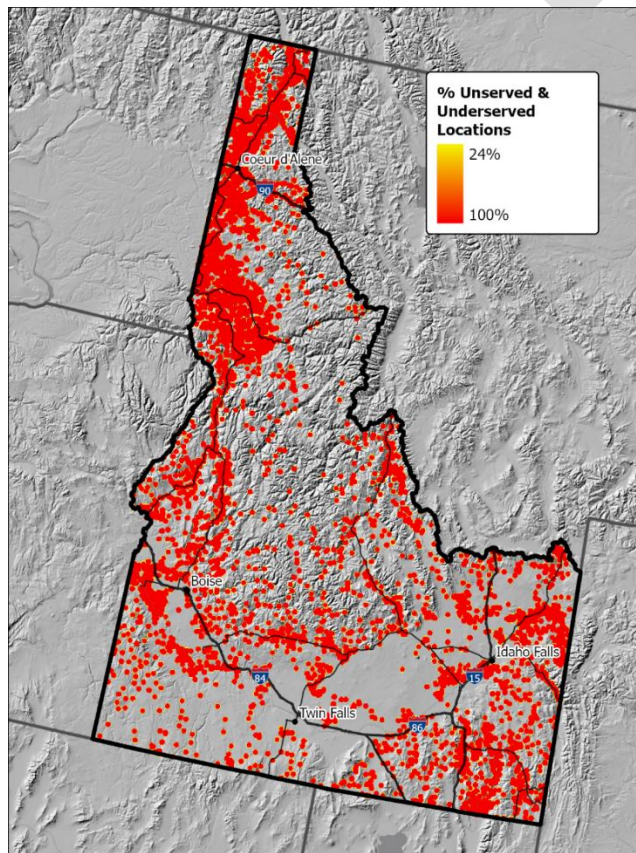 % Unserved &
Underserved
Locations
24%
100%
Coeur d'Alene
90
Boise
Idaho Falls
84
15
Twin Falls
86